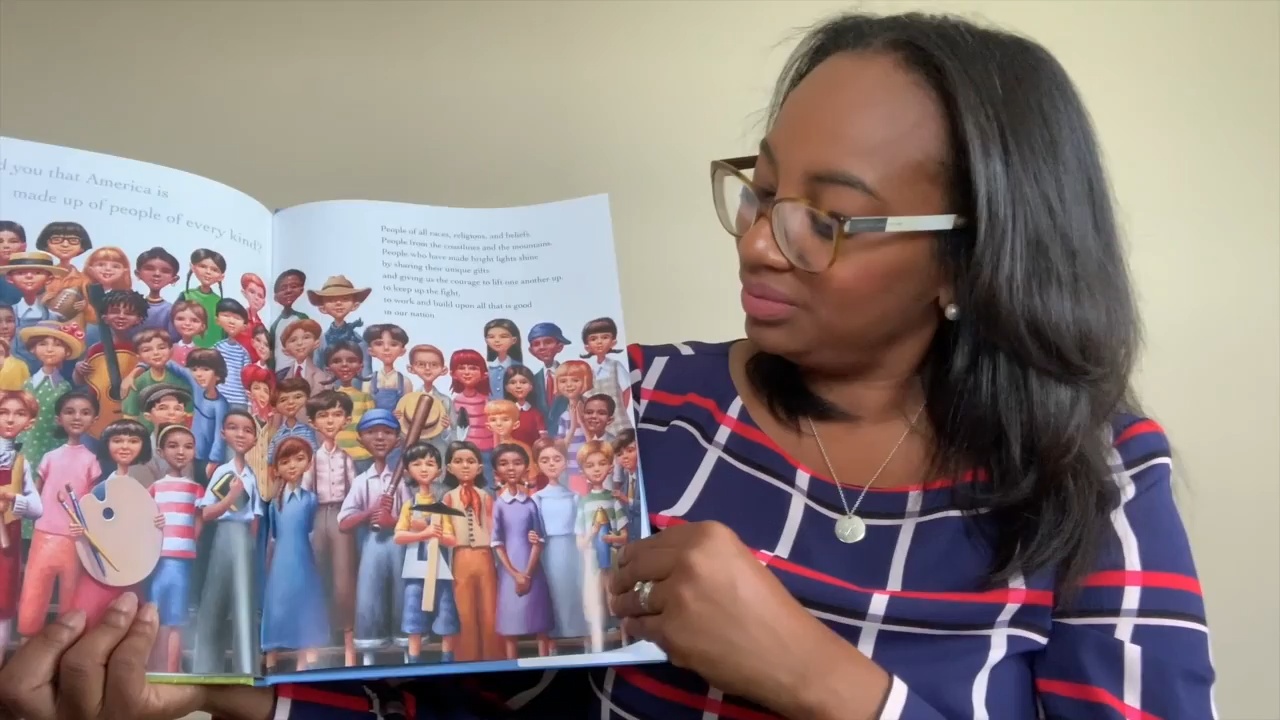 you that America is
made up of people of every kind?
People of all races, religions, and beliefs.
People from the coastlines and the mountains.
People who have made bright lights shine
by sharing their unique gifts
and giving us the courage to lift one another up,
to keep up the fight,
to work and build upon all that is good
in our nation.